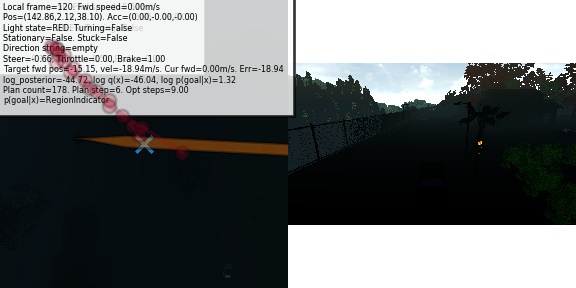 Local frame=120. Fwd speed=0.00m/s
Pos=(142.86,2.12,38.10). Acc=(0.00,-0.00,-0.00)
Light state=RED. Turning=False
Stationary=False. Stuck=False
Direction string=empty
Steer=-0.66, Throttle=0.00, Brake=1.00
Target fwd pos=-15.15, vel=-18.94m/s. Cur fwd=0.00m/s. Err=-18.94
log_posterior=-44.72, log q(x)=-46.04, log p(goal|x)=1.32
Plan count=178. Plan step=6. Opt steps=9.00
p(goal|x)=RegionIndicator